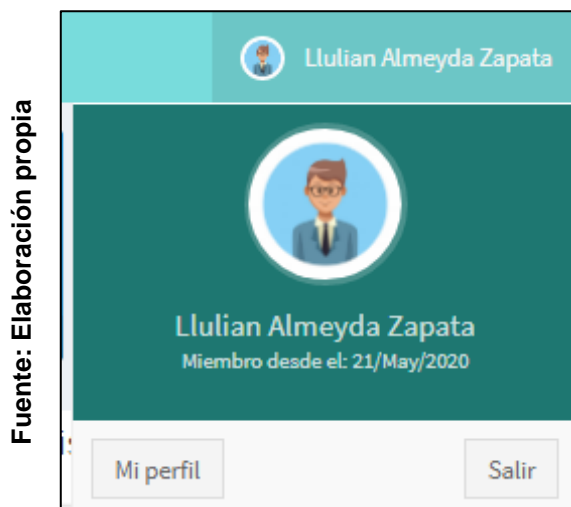 Fuente: Elaboración propia
Llulian Almeyda Zapata
Llulian Almeyda Zapata
Miembro desde el: 21/May/2020
Mi perfil
Salir